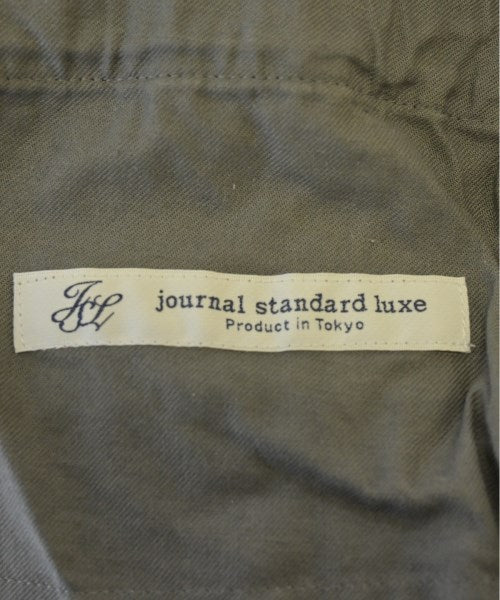 JSL
journal standard luxe
Product in Tokyo